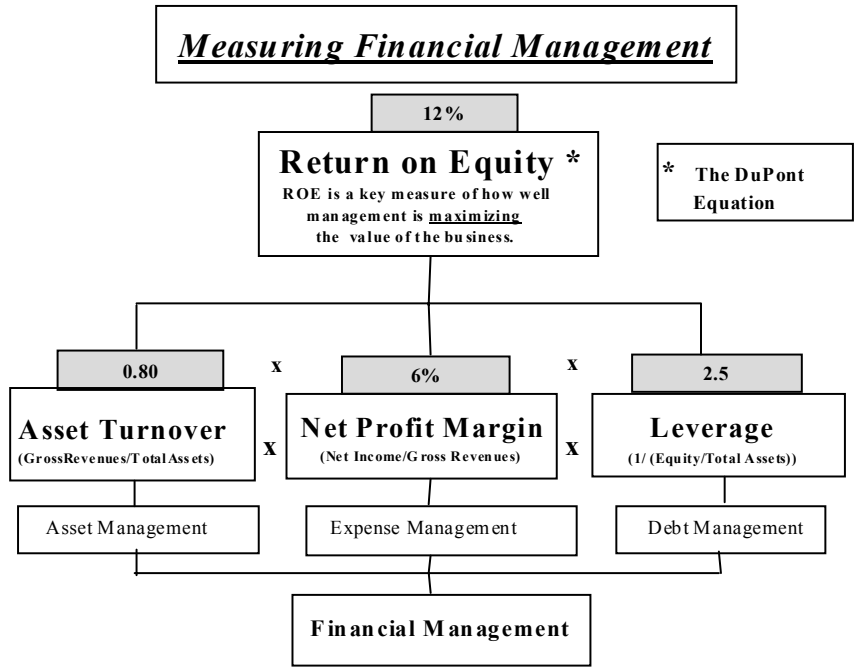 Measuring Financial Management
12%
Return on Equity *
ROE is a key measure of how well
management is maximizing
the value of the business.
* The DuPont
Equation
0.80
x
6%
x
2.5
Asset Turnover
(GrossRevenues/TotalAssets)
x
Net Profit Margin
(Net Income/Gross Revenues)
x
Leverage
(1/ (Equity/Total Assets))
Asset Management
Expense Management
Debt Management
Financial Management